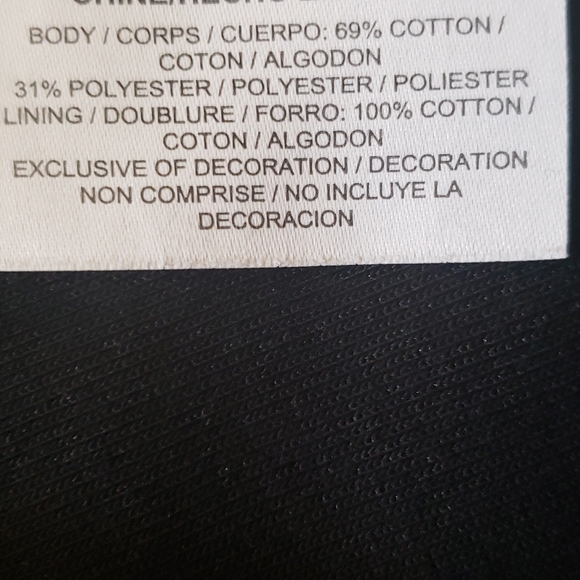 BODY / CORPS / CUERPO: 69% COTTON /
COTON / ALGODON
31% POLYESTER / POLYESTER / POLIESTER
LINING / DOUBLURE / FORRO: 100% COTTON /
COTON / ALGODON
EXCLUSIVE OF DECORATION / DECORATION
NON COMPRISE / NO INCLUYE LA
DECORACION